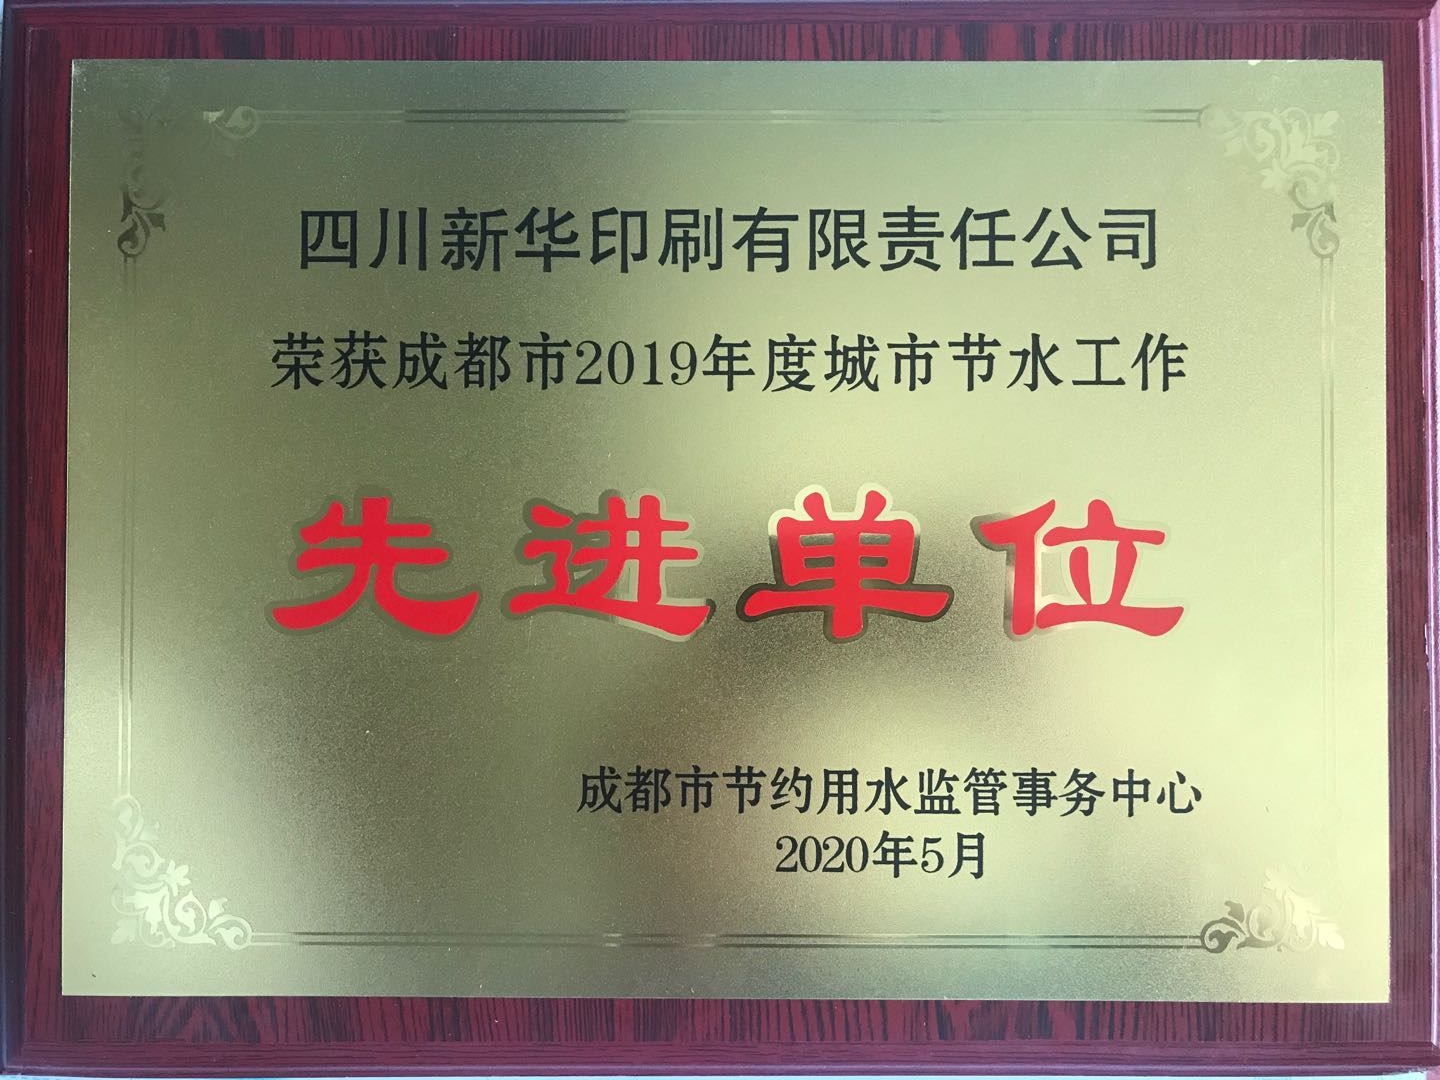 四川新华印刷有限责任公司
荣获成都市2019年度城市节水工作
先进单位
成都市节约用水监管事务中心
2020年5月